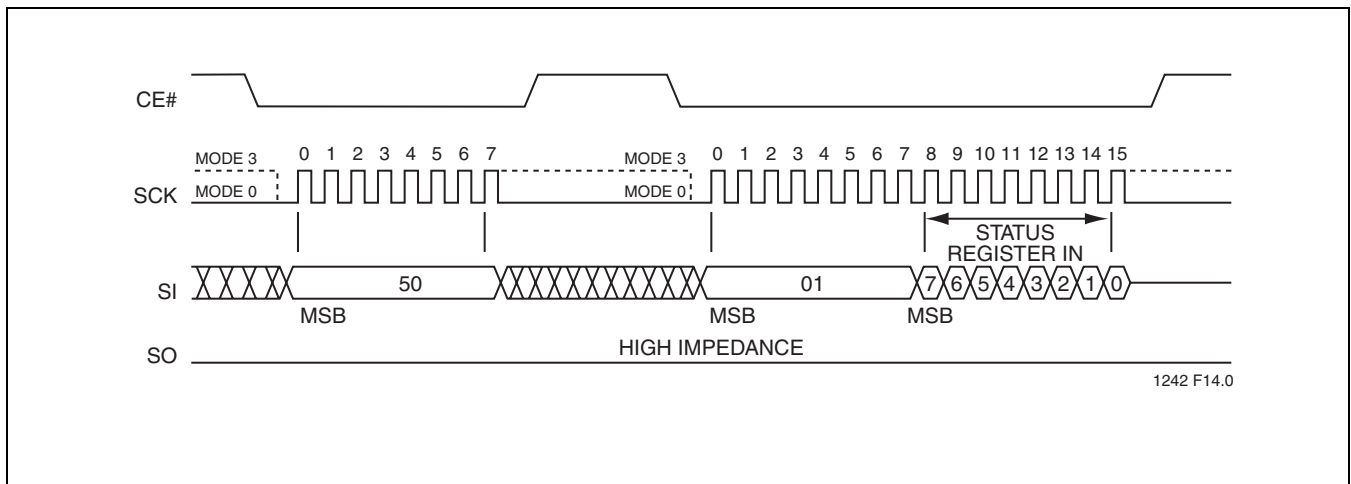 CE#
MODE 3 0 1 2 3 4 5 6 7 MODE 3 0 1 2 3 4 5 6 7 8 9 10 11 12 13 14 15
SCK MODE 0 MODE 0
STATUS
REGISTER IN
SI 50 01 7 6 5 4 3 2 1 0
MSB MSB MSB
SO HIGH IMPEDANCE
1242 F14.0